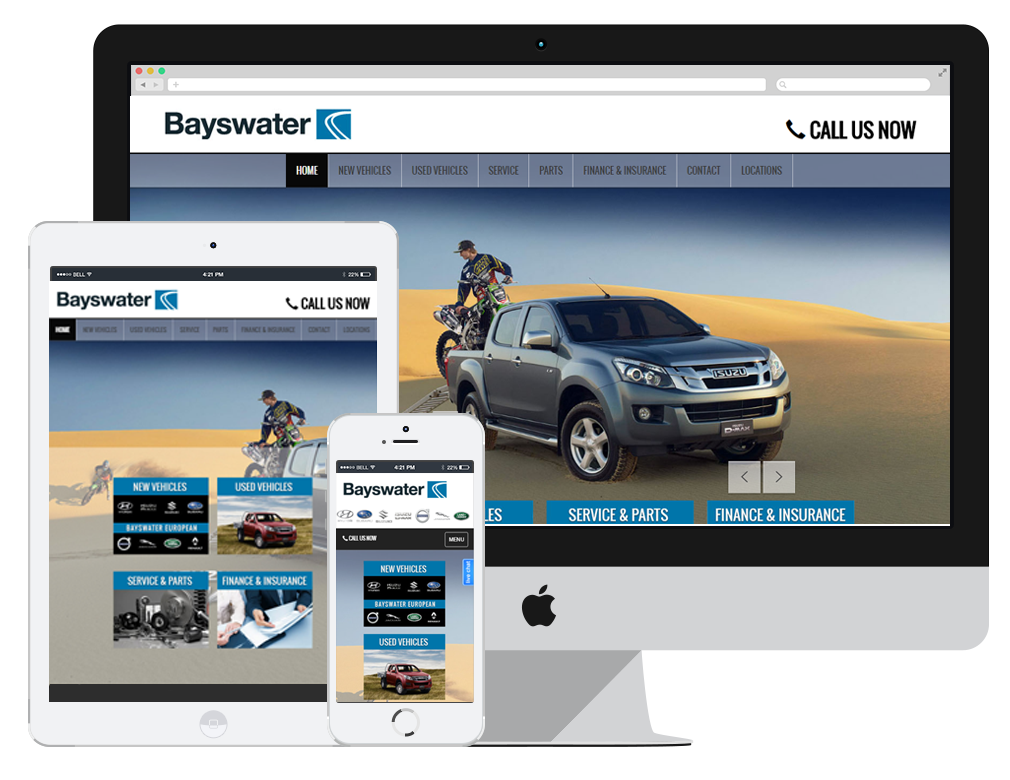 Bayswater
CALL US NOW
HOME NEW VEHICLES USED VEHICLES SERVICE PARTS FINANCE & INSURANCE CONTACT LOCATIONS
ISUZU
D-MAX
LES SERVICE & PARTS FINANCE & INSURANCE
BELL 4:21 PM 22%
Bayswater CALL US NOW
HOME NEW VEHICLES USED VEHICLES SERVICE PARTS FINANCE & INSURANCE CONTACT LOCATIONS
NEW VEHICLES USED VEHICLES
BAYSWATER EUROPEAN
SERVICE & PARTS FINANCE & INSURANCE
BELL 4:21 PM 22%
Bayswater
CALL US NOW MENU
live chat
NEW VEHICLES
BAYSWATER EUROPEAN
USED VEHICLES